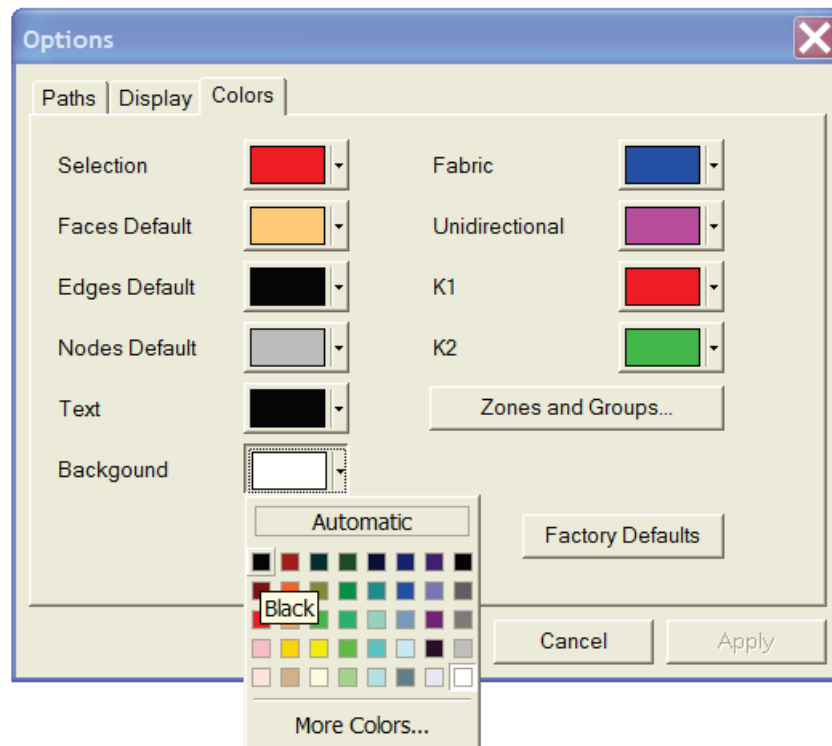 Options
Paths Display Colors
Selection Fabric
Faces Default Unidirectional
Edges Default K1
Nodes Default K2
Text Zones and Groups...
Backgound
Automatic
Factory Defaults
Black
Cancel Apply
More Colors...